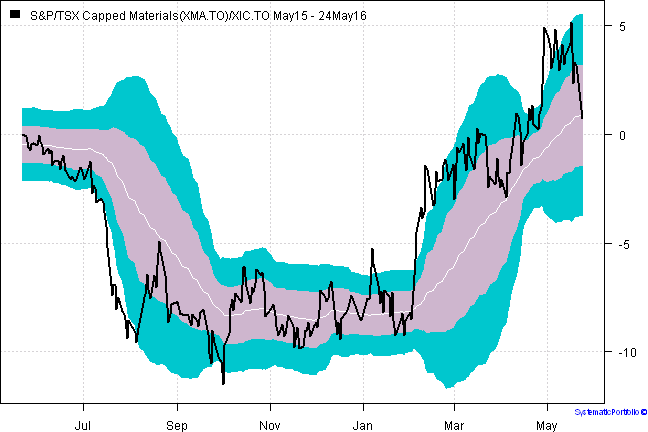 S&P/TSX Capped Materials(XMA.TO)/XIC.TO May15 - 24May16
5
0
-5
-10
Jul Sep Nov Jan Mar May
SystematicPortfolio ©